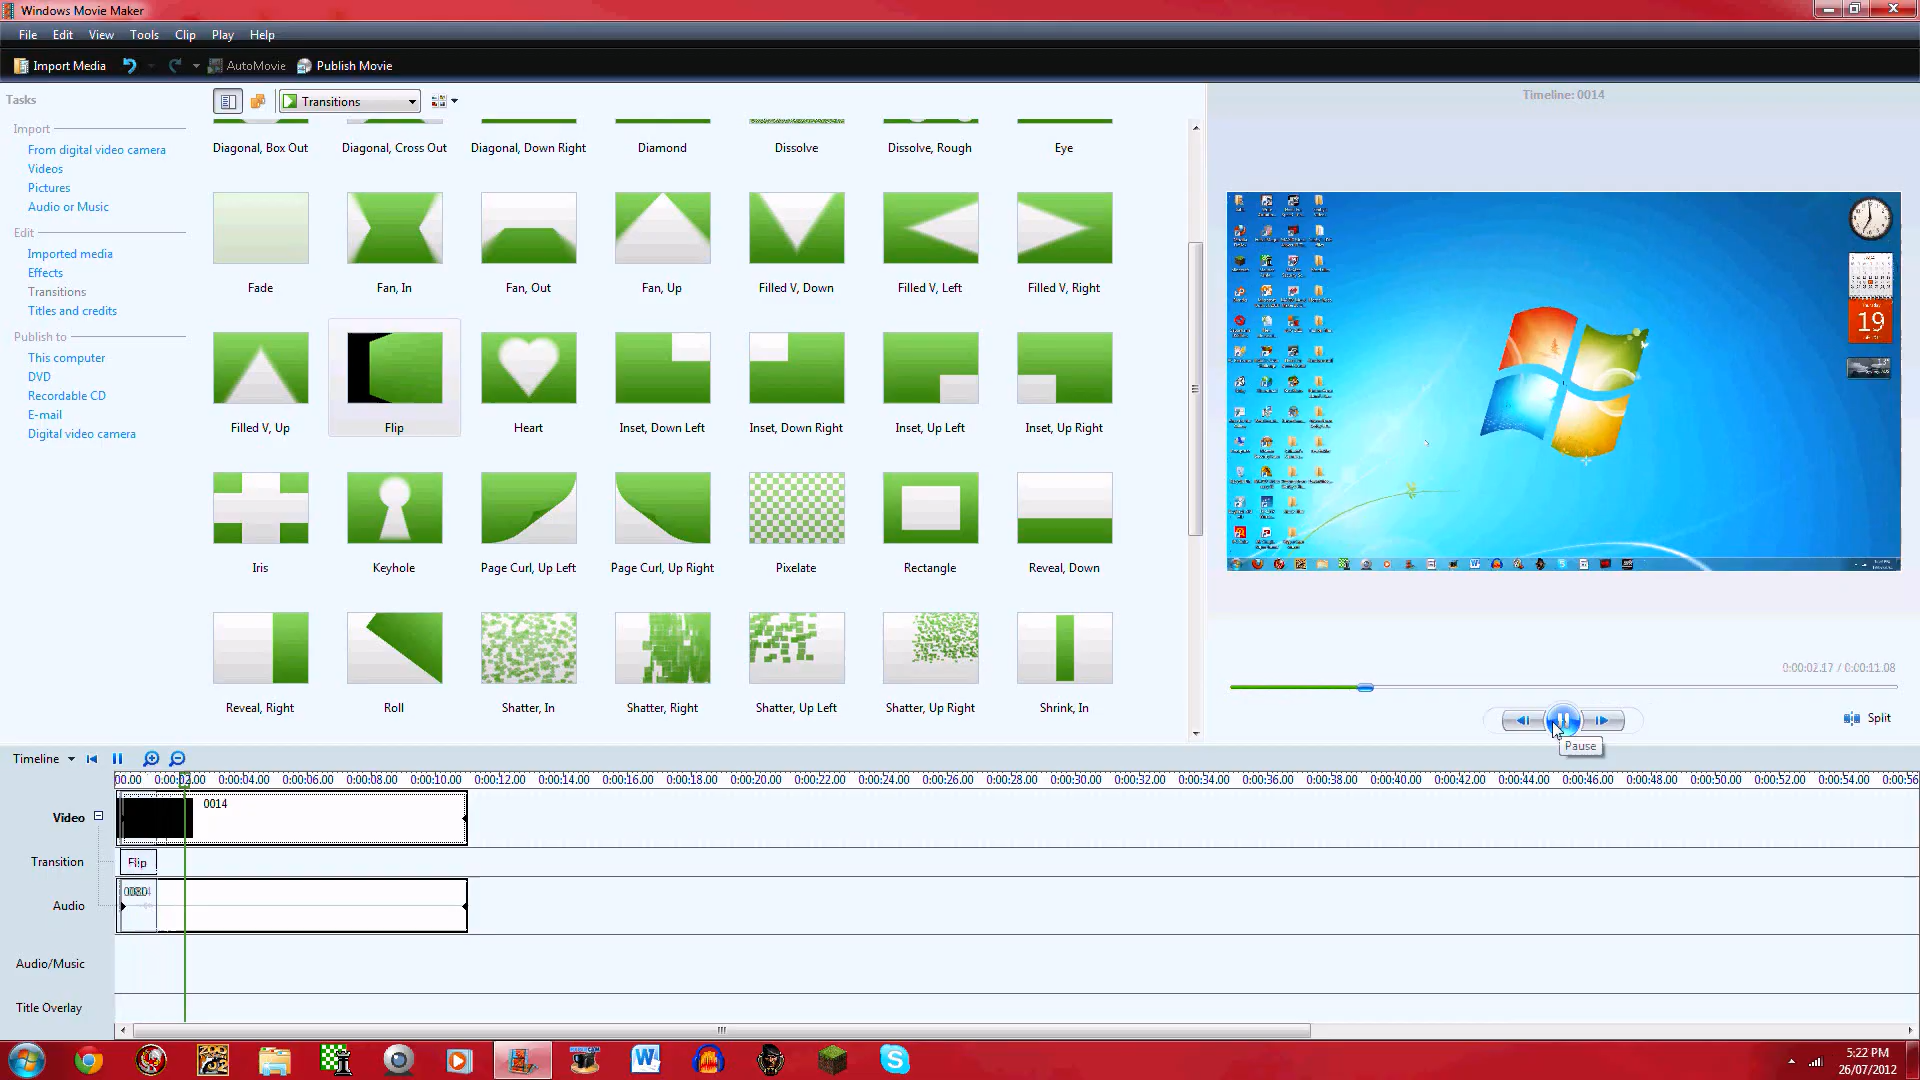 Windows Movie Maker
File Edit View Tools Clip Play Help
Import Media AutoMovie Publish Movie
Tasks
Import
From digital video camera
Videos
Pictures
Audio or Music
Edit
Imported media
Effects
Transitions
Titles and credits
Publish to
This computer
DVD
Recordable CD
E-mail
Digital video camera
Transitions
Diagonal, Box Out Diagonal, Cross Out Diagonal, Down Right Diamond Dissolve Dissolve, Rough Eye
Fade Fan, In Fan, Out Fan, Up Filled V, Down Filled V, Left Filled V, Right
Filled V, Up Flip Heart Inset, Down Left Inset, Down Right Inset, Up Left Inset, Up Right
Iris Keyhole Page Curl, Up Left Page Curl, Up Right Pixelate Rectangle Reveal, Down
Reveal, Right Roll Shatter, In Shatter, Right Shatter, Up Left Shatter, Up Right Shrink, In
Timeline: 0014
19
0:00:02.17 / 0:00:11.08
Split
Pause
Timeline
00.00 0:00:02.00 0:00:04.00 0:00:06.00 0:00:08.00 0:00:10.00 0:00:12.00 0:00:14.00 0:00:16.00 0:00:18.00 0:00:20.00 0:00:22.00 0:00:24.00 0:00:26.00 0:00:28.00 0:00:30.00 0:00:32.00 0:00:34.00 0:00:36.00 0:00:38.00 0:00:40.00 0:00:42.00 0:00:44.00 0:00:46.00 0:00:48.00 0:00:50.00 0:00:52.00 0:00:54.00 0:00:56
Video 0014
Transition Flip
Audio
Audio/Music
Title Overlay
ZOO
W
S
5:22 PM
26/07/2012